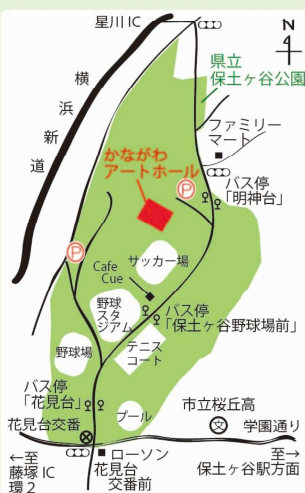 星川IC
N
県立
保土ヶ谷公園
横浜新道
ファミリー
マート
かながわ
アートホール
P
バス停
「明神台」
P
サッカー場
Cafe
Cue
野球
スタ
ジアム
バス停
「保土ヶ谷野球場前」
テニス
コート
野球場
バス停
「花見台」
プール
市立桜丘高
花見台交番
文
学園通り
←至
藤塚IC
環2
ローソン
花見台
交番前
至→
保土ヶ谷駅方面